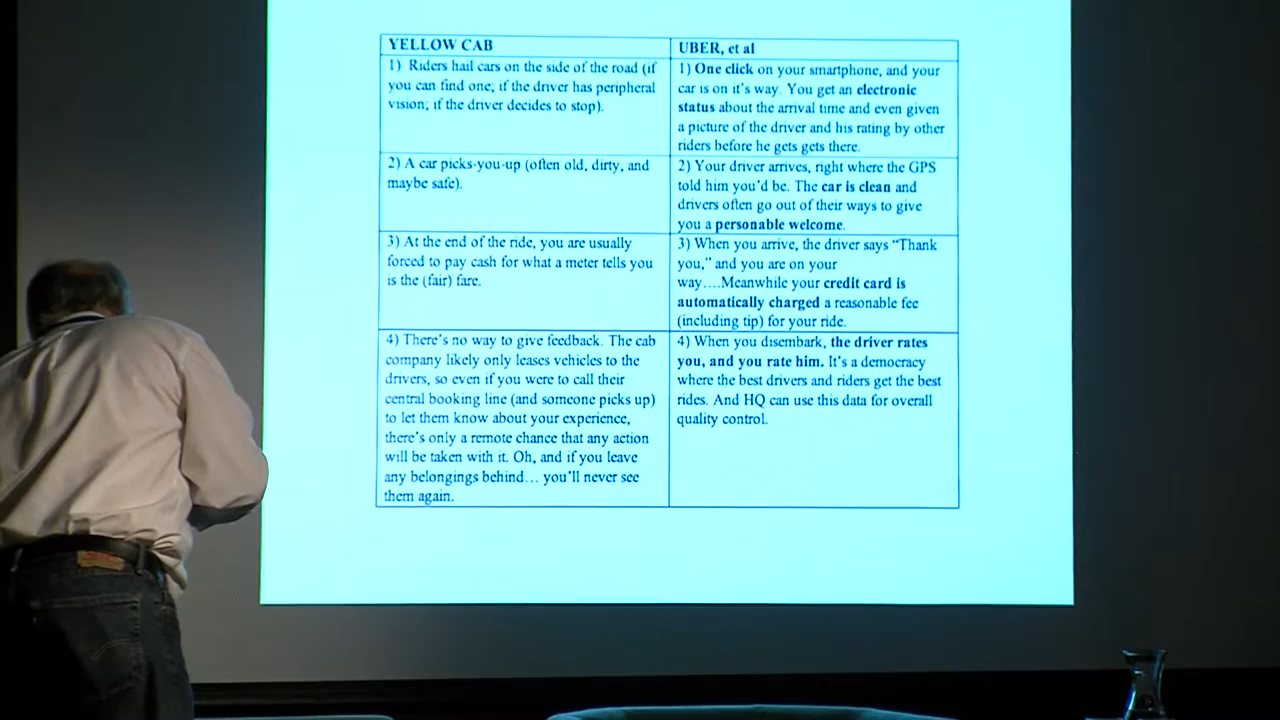 YELLOW CAB
1) Riders hail cars on the side of the road (if
you can find one; if the driver has peripheral
vision; if the driver decides to stop).
2) A car picks-you-up (often old, dirty, and
maybe safe).
3) At the end of the ride, you are usually
forced to pay cash for what a meter tells you
is the (fair) fare.
4) There's no way to give feedback. The cab
company likely only leases vehicles to the
drivers, so even if you were to call their
central booking line (and someone picks up)
to let them know about your experience,
there's only a remote chance that any action
will be taken with it. Oh, and if you leave
any belongings behind… you'll never see
them again.
UBER, et al
1) One click on your smartphone, and your
car is on it's way. You get an electronic
status about the arrival time and even given
a picture of the driver and his rating by other
riders before he gets gets there.
2) Your driver arrives, right where the GPS
told him you'd be. The car is clean and
drivers often go out of their ways to give
you a personable welcome.
3) When you arrive, the driver says “Thank
you,” and you are on your
way….Meanwhile your credit card is
automatically charged a reasonable fee
(including tip) for your ride.
4) When you disembark, the driver rates
you, and you rate him. It's a democracy
where the best drivers and riders get the best
rides. And HQ can use this data for overall
quality control.